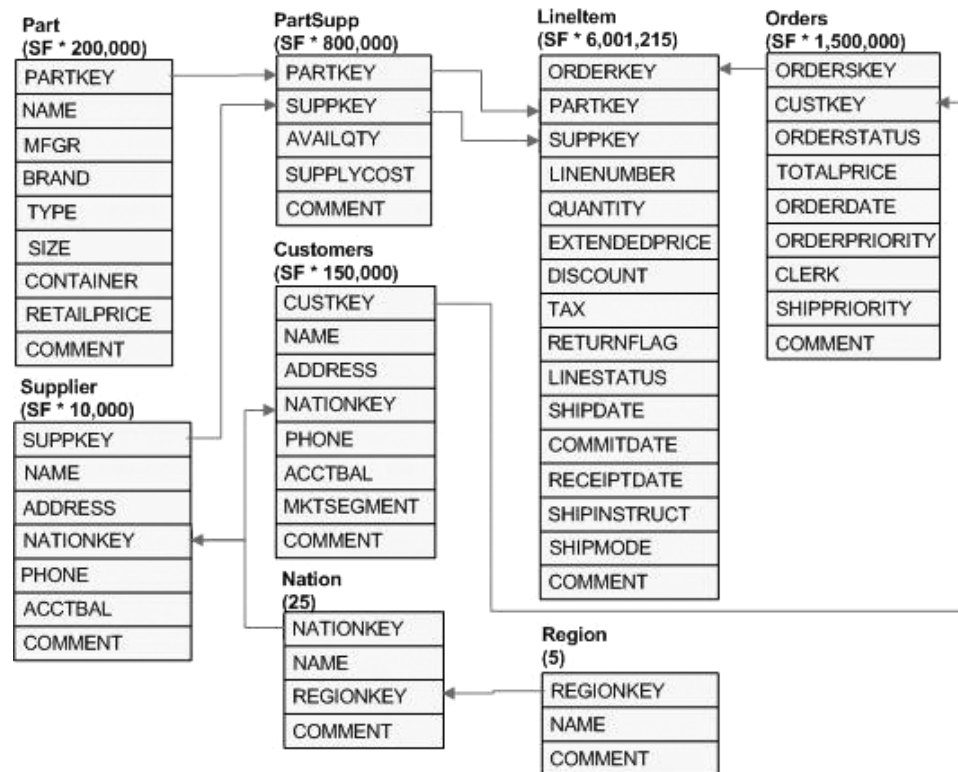 Part
(SF * 200,000)
PARTKEY
NAME
MFGR
BRAND
TYPE
SIZE
CONTAINER
RETAILPRICE
COMMENT
Supplier
(SF * 10,000)
SUPPKEY
NAME
ADDRESS
NATIONKEY
PHONE
ACCTBAL
COMMENT
PartSupp
(SF * 800,000)
PARTKEY
SUPPKEY
AVAILQTY
SUPPLYCOST
COMMENT
Customers
(SF * 150,000)
CUSTKEY
NAME
ADDRESS
NATIONKEY
PHONE
ACCTBAL
MKTSEGMENT
COMMENT
Nation
(25)
NATIONKEY
NAME
REGIONKEY
COMMENT
LineItem
(SF * 6,001,215)
ORDERKEY
PARTKEY
SUPPKEY
LINENUMBER
QUANTITY
EXTENDEDPRICE
DISCOUNT
TAX
RETURNFLAG
LINESTATUS
SHIPDATE
COMMITDATE
RECEIPTDATE
SHIPINSTRUCT
SHIPMODE
COMMENT
Region
(5)
REGIONKEY
NAME
COMMENT
Orders
(SF * 1,500,000)
ORDERSKEY
CUSTKEY
ORDERSTATUS
TOTALPRICE
ORDERDATE
ORDERPRIORITY
CLERK
SHIPPRIORITY
COMMENT